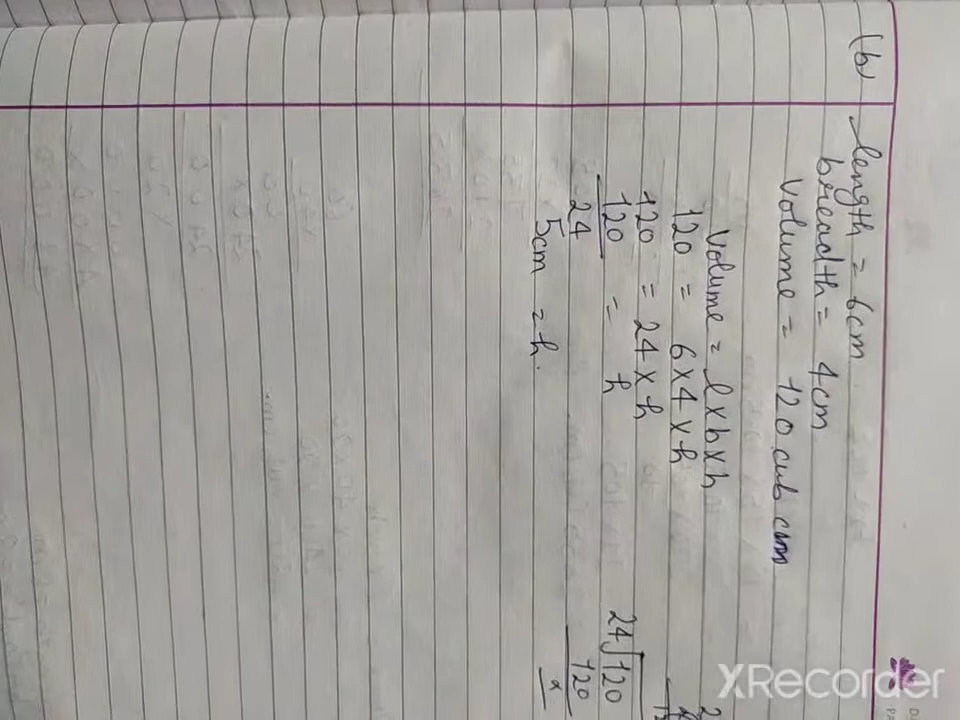 (b) length = 6cm
breadth = 4cm
Volume = 120 cub cm
Volume = l x b x h
120 = 6 x 4 x h
120 = 24 x h
120 = h
24
5cm = h.
24√120
120
x
XRecorder